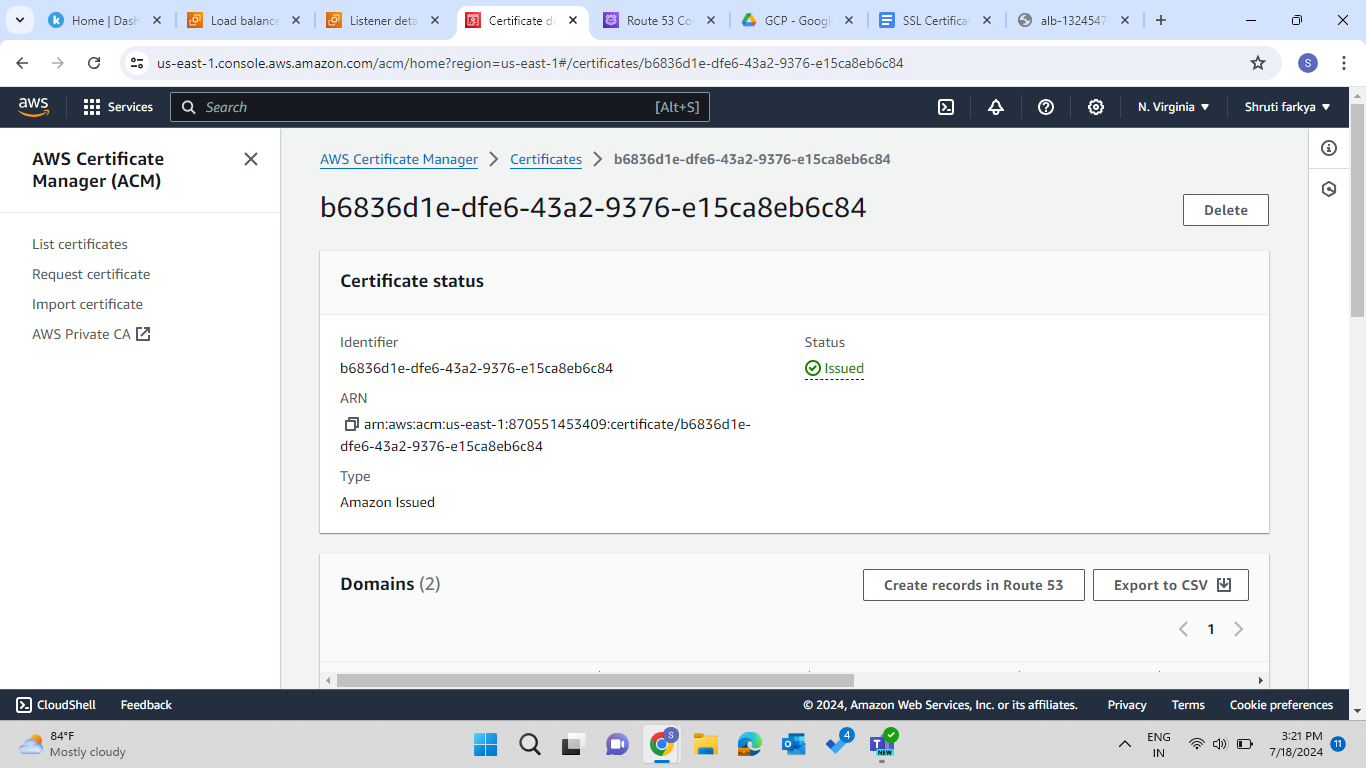 Home | Dash
Load balance
Listener deta
Certificate de
Route 53 Co
GCP - Googl
SSL Certifica
alb-1324547
us-east-1.console.aws.amazon.com/acm/home?region=us-east-1#/certificates/b6836d1e-dfe6-43a2-9376-e15ca8eb6c84
S
aws
Services
Search
[Alt+S]
N. Virginia
Shruti farkya
AWS Certificate
Manager (ACM)
List certificates
Request certificate
Import certificate
AWS Private CA
AWS Certificate Manager
Certificates
b6836d1e-dfe6-43a2-9376-e15ca8eb6c84
b6836d1e-dfe6-43a2-9376-e15ca8eb6c84
Delete
Certificate status
Identifier
b6836d1e-dfe6-43a2-9376-e15ca8eb6c84
ARN
arn:aws:acm:us-east-1:870551453409:certificate/b6836d1e-
dfe6-43a2-9376-e15ca8eb6c84
Type
Amazon Issued
Status
Issued
Domains (2)
Create records in Route 53
Export to CSV
1
CloudShell
Feedback
© 2024, Amazon Web Services, Inc. or its affiliates.
Privacy
Terms
Cookie preferences
84°F
Mostly cloudy
S
4
NEW
ENG
IN
3:21 PM
7/18/2024
11